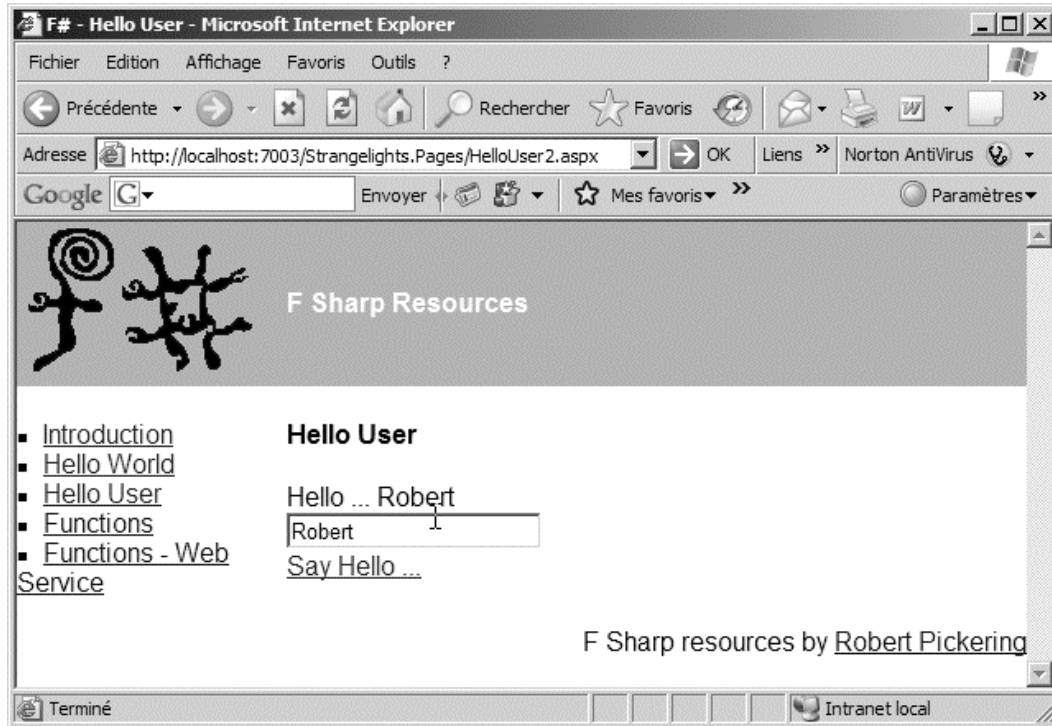 F# - Hello User - Microsoft Internet Explorer
Fichier Edition Affichage Favoris Outils ?
Précédente Rechercher Favoris W »
Adresse http://localhost:7003/Strangelights.Pages/HelloUser2.aspx OK Liens » Norton AntiVirus
Google G Envoyer Mes favoris » Paramètres
F Sharp Resources
Introduction
Hello World
Hello User
Functions
Functions - Web
Service
Hello User
Hello ... Robert
Robert
Say Hello ...
F Sharp resources by Robert Pickering
Terminé Intranet local